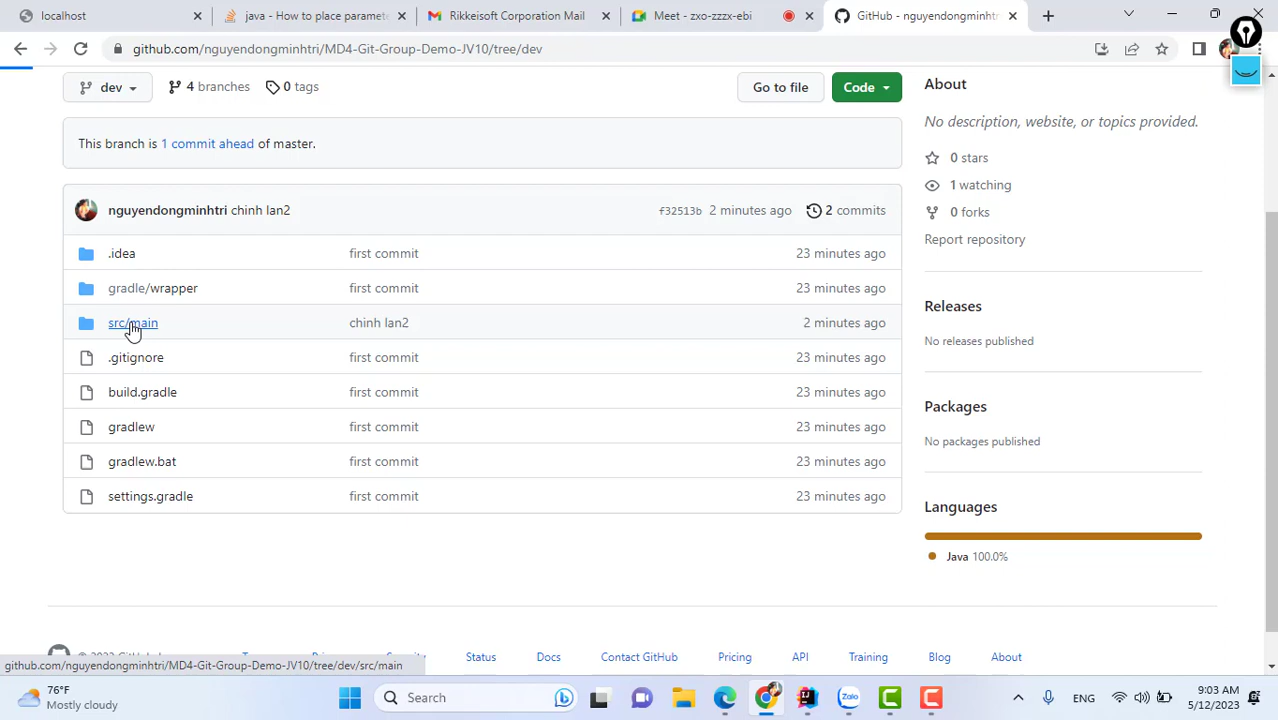 localhost
java - How to place paramete
Rikkeisoft Corporation Mail
Meet - zxo-zzzx-ebi
GitHub - nguyendongminhtr
github.com/nguyendongminhtri/MD4-Git-Group-Demo-JV10/tree/dev
dev
4 branches
0 tags
Go to file
Code
About
This branch is 1 commit ahead of master.
No description, website, or topics provided.
0 stars
1 watching
0 forks
Report repository
nguyendongminhtri chinh lan2
f32513b 2 minutes ago
2 commits
.idea first commit 23 minutes ago
gradle/wrapper first commit 23 minutes ago
src/main chinh lan2 2 minutes ago
.gitignore first commit 23 minutes ago
build.gradle first commit 23 minutes ago
gradlew first commit 23 minutes ago
gradlew.bat first commit 23 minutes ago
settings.gradle first commit 23 minutes ago
Releases
No releases published
Packages
No packages published
Languages
Java 100.0%
Status
Docs
Contact GitHub
Pricing
API
Training
Blog
About
github.com/nguyendongminhtri/MD4-Git-Group-Demo-JV10/tree/dev/src/main
76°F
Mostly cloudy
Search
Zalo
ENG
9:03 AM
5/12/2023